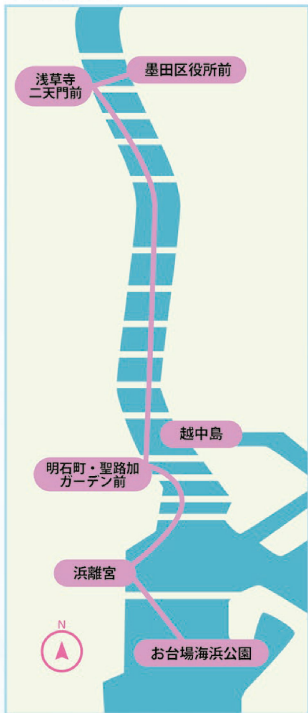 墨田区役所前
浅草寺
二天門前
越中島
明石町・聖路加
ガーデン前
浜離宮
お台場海浜公園
N